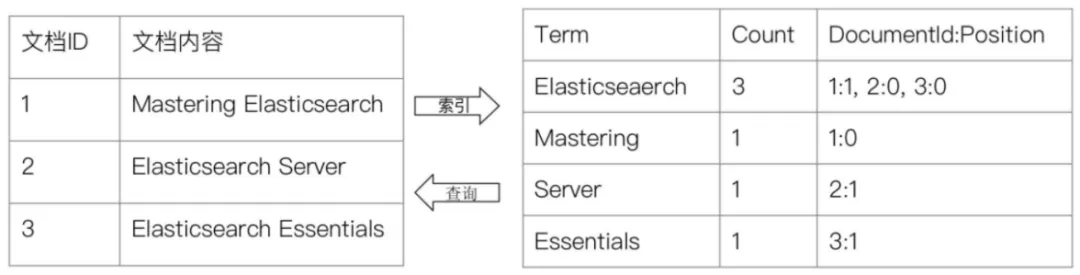 文档ID 文档内容
1 Mastering Elasticsearch
2 Elasticsearch Server
3 Elasticsearch Essentials
索引
查询
Term Count DocumentId:Position
Elasticseaerch 3 1:1, 2:0, 3:0
Mastering 1 1:0
Server 1 2:1
Essentials 1 3:1